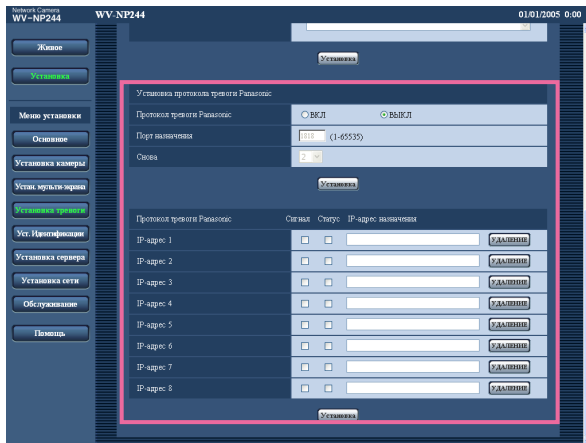 Network Camera
WV-NP244
WV-NP244
01/01/2005 0:00
Живое
Установка
Меню установки
Основное
Установка камеры
Устан. мульти-экрана
Установка тревоги
Уст. Идентификации
Установка сервера
Установка сети
Обслуживание
Помощь
Установка
Установка протокола тревоги Panasonic
Протокол тревоги Panasonic ВКЛ ВЫКЛ
Порт назначения 1818 (1-65535)
Снова 2
Установка
Протокол тревоги Panasonic Сигнал Статус IP-адрес назначения
IP-адрес 1 УДАЛЕНИЕ
IP-адрес 2 УДАЛЕНИЕ
IP-адрес 3 УДАЛЕНИЕ
IP-адрес 4 УДАЛЕНИЕ
IP-адрес 5 УДАЛЕНИЕ
IP-адрес 6 УДАЛЕНИЕ
IP-адрес 7 УДАЛЕНИЕ
IP-адрес 8 УДАЛЕНИЕ
Установка